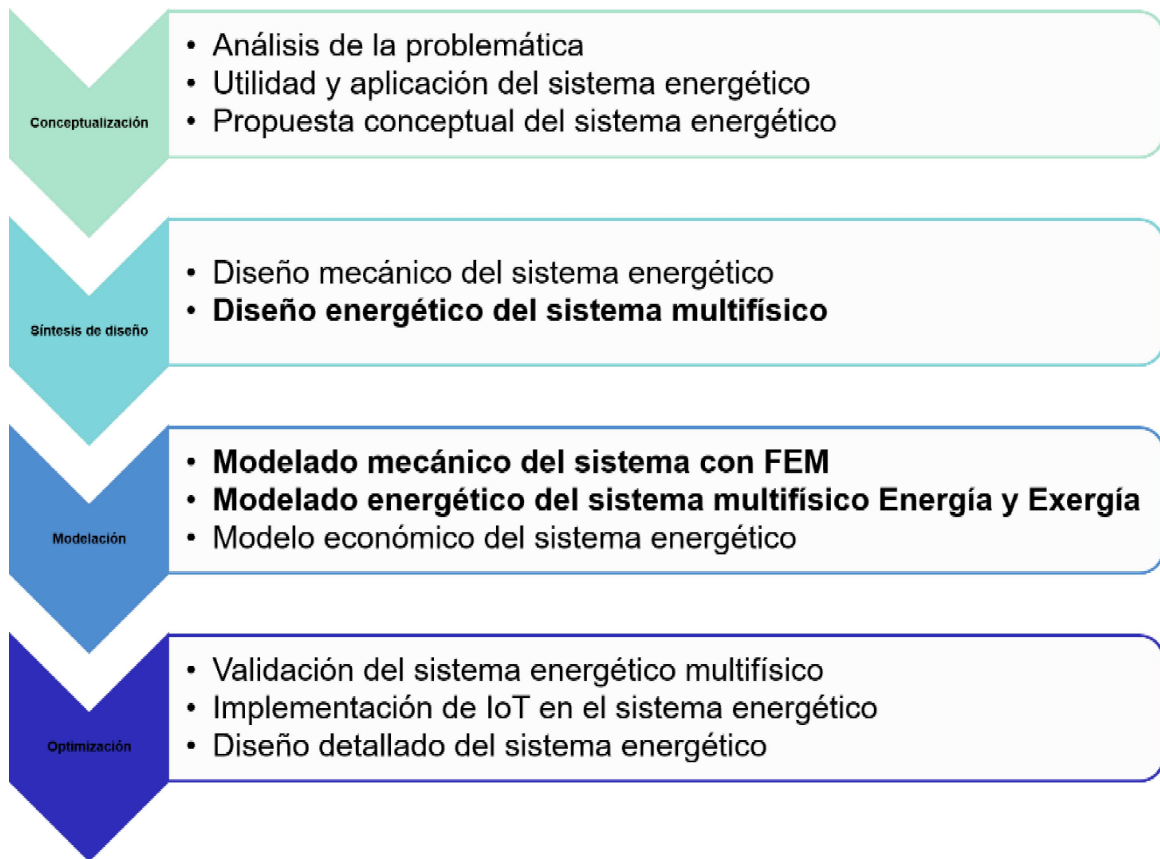 Conceptualización
• Análisis de la problemática
• Utilidad y aplicación del sistema energético
• Propuesta conceptual del sistema energético
Síntesis de diseño
• Diseño mecánico del sistema energético
• Diseño energético del sistema multifísico
Modelación
• Modelado mecánico del sistema con FEM
• Modelado energético del sistema multifísico Energía y Exergía
• Modelo económico del sistema energético
Optimización
• Validación del sistema energético multifísico
• Implementación de IoT en el sistema energético
• Diseño detallado del sistema energético